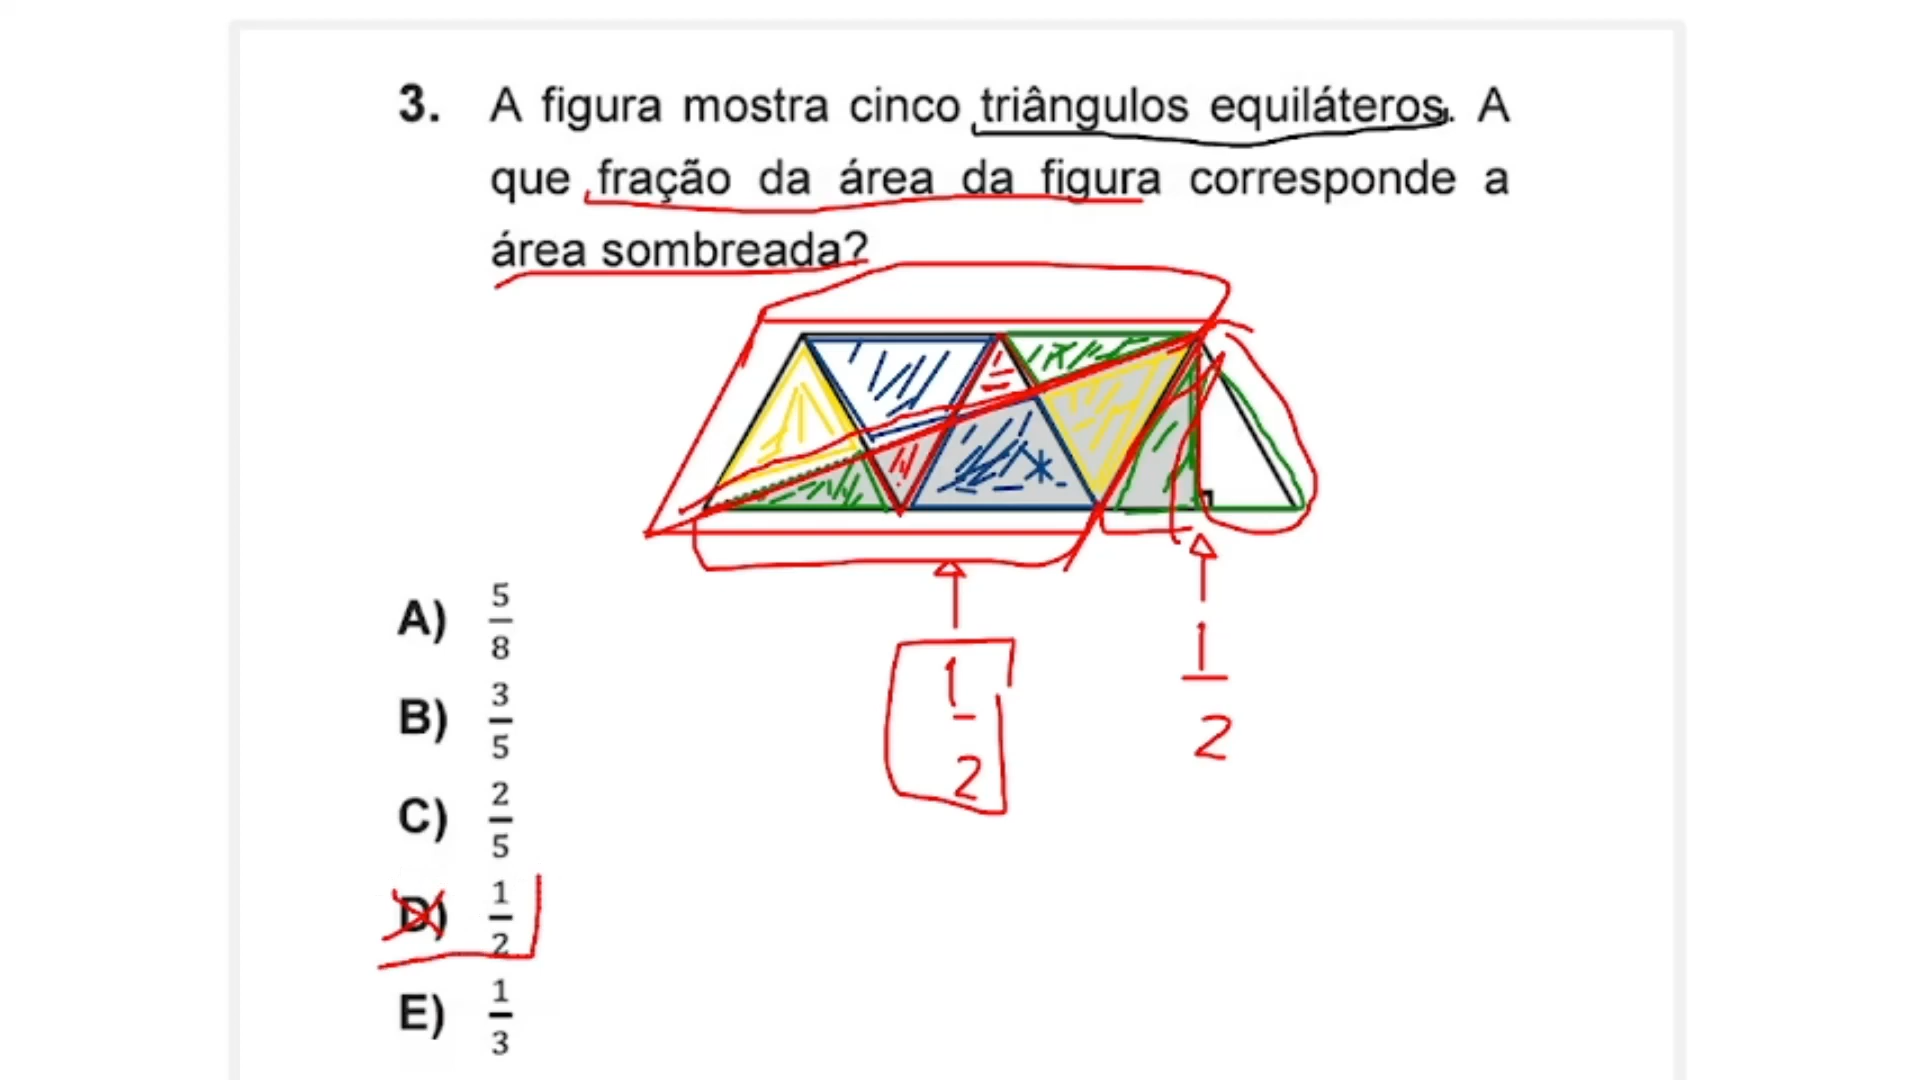 3. A figura mostra cinco triângulos equiláteros. A
que fração da área da figura corresponde a
área sombreada?
A) 5/8
B) 3/5
C) 2/5
D) 1/2
E) 1/3
1/2
1/2